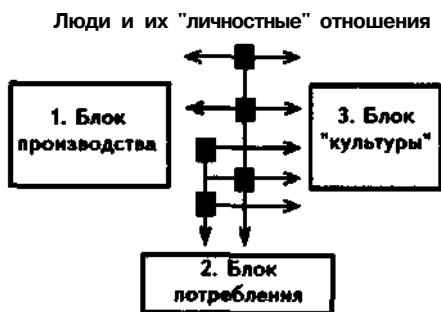 Люди и их "личностные" отношения
1. Блок
производства
3. Блок
"культуры"
2. Блок
потребления